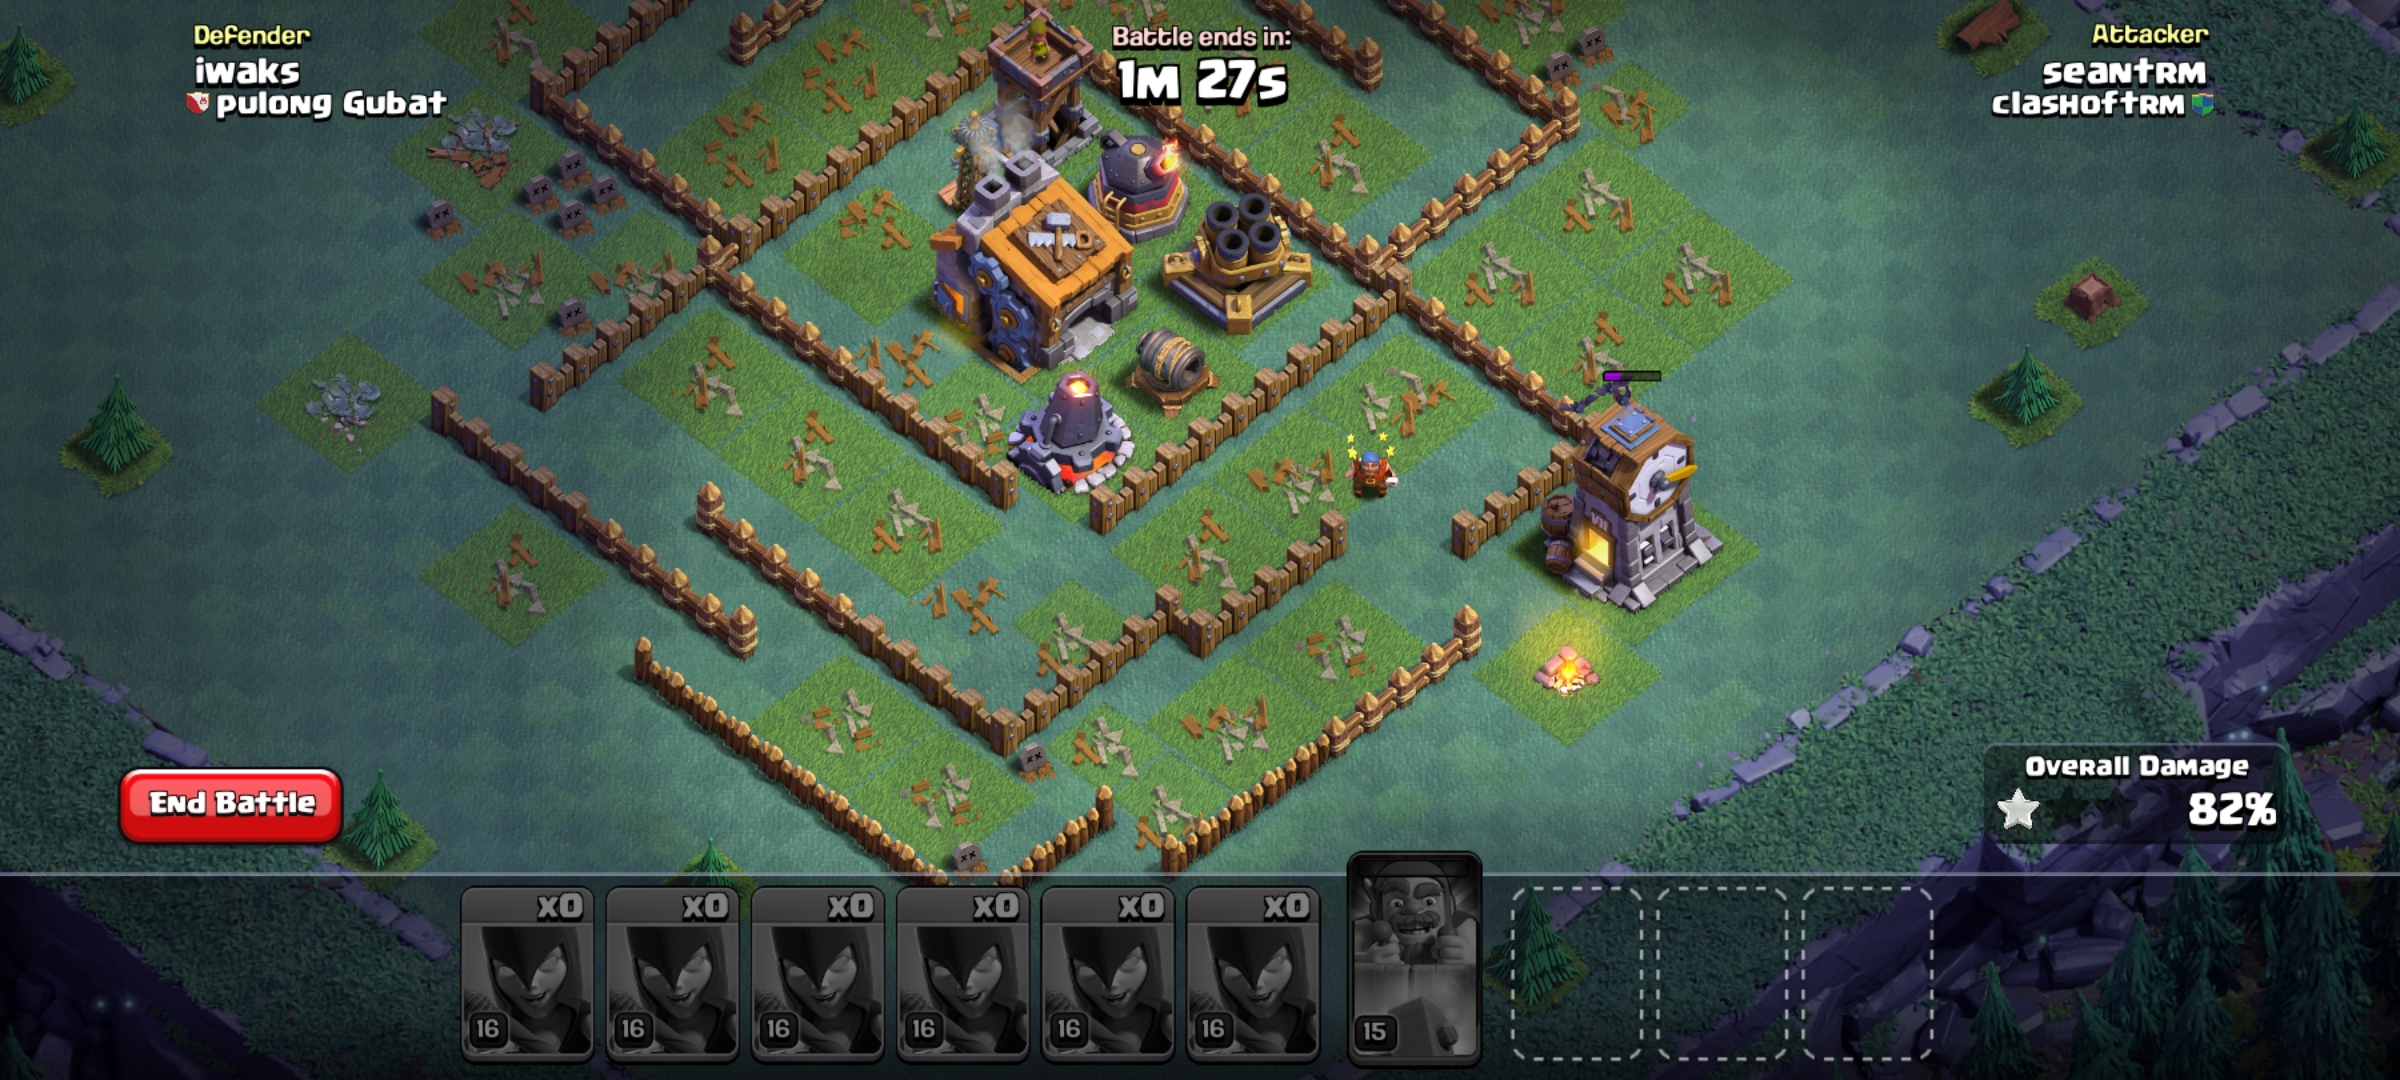 Defender
iwaks
pulong Gubat
Battle ends in:
1M 27s
Attacker
seantRM
clashoftRM
VII
End Battle
Overall Damage
82%
x0
x0
x0
x0
x0
x0
16
16
16
16
16
16
15